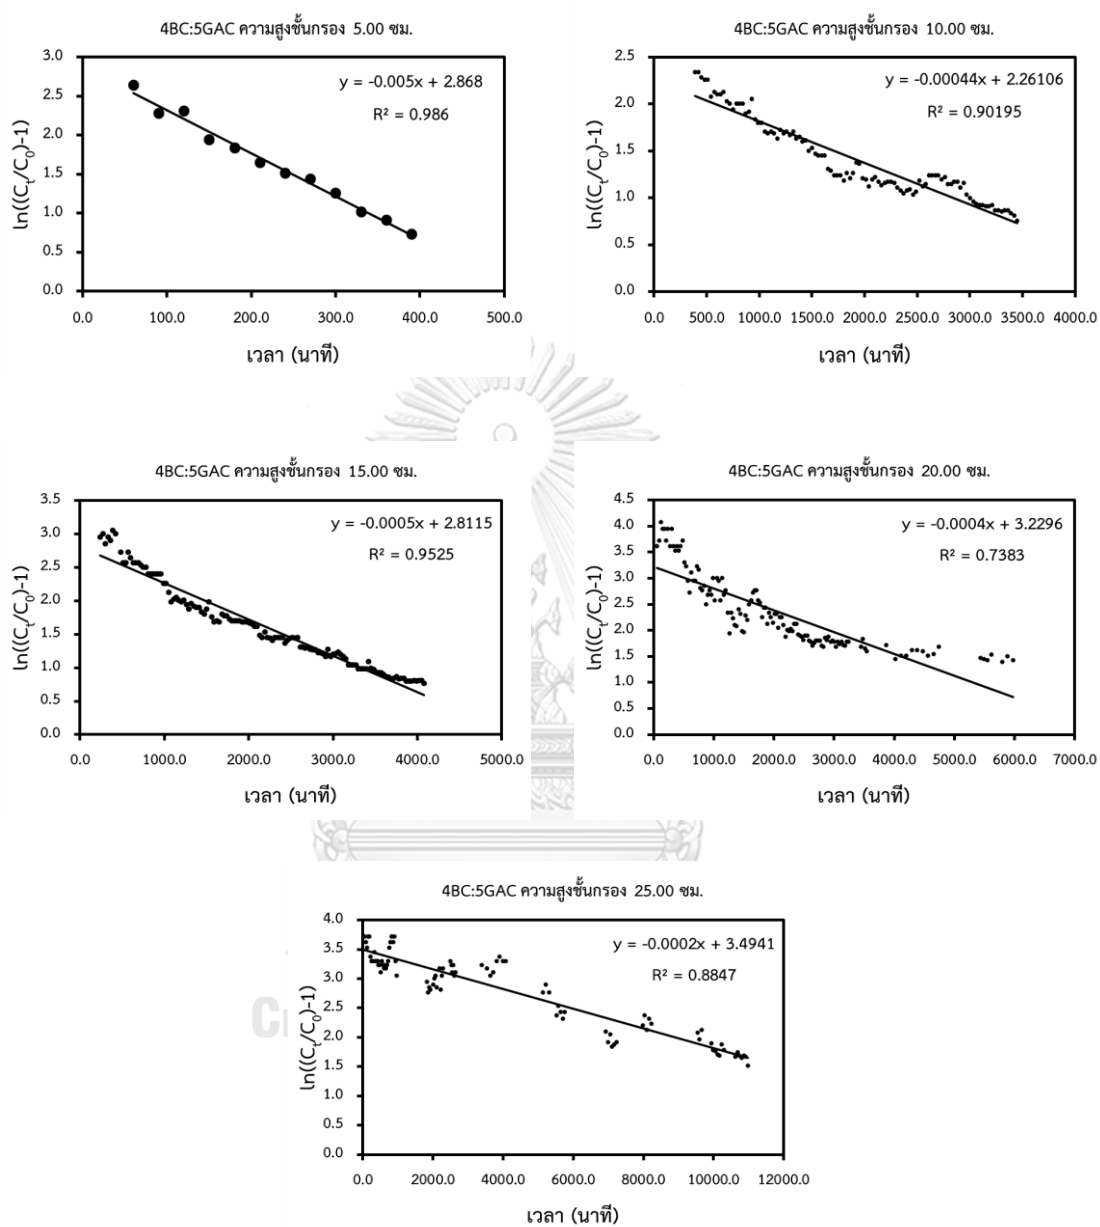 4BC:5GAC ความสูงชั้นกรอง 5.00 ซม.
y = -0.005x + 2.868
R² = 0.986
ln((Cₜ/C₀)-1)
3.0
2.5
2.0
1.5
1.0
0.5
0.0
0.0 100.0 200.0 300.0 400.0 500.0
เวลา (นาที)
4BC:5GAC ความสูงชั้นกรอง 10.00 ซม.
y = -0.00044x + 2.26106
R² = 0.90195
ln((Cₜ/C₀)-1)
2.5
2.0
1.5
1.0
0.5
0.0
0.0 500.0 1000.0 1500.0 2000.0 2500.0 3000.0 3500.0 4000.0
เวลา (นาที)
4BC:5GAC ความสูงชั้นกรอง 15.00 ซม.
y = -0.0005x + 2.8115
R² = 0.9525
ln((Cₜ/C₀)-1)
3.5
3.0
2.5
2.0
1.5
1.0
0.5
0.0
0.0 1000.0 2000.0 3000.0 4000.0 5000.0
เวลา (นาที)
4BC:5GAC ความสูงชั้นกรอง 20.00 ซม.
y = -0.0004x + 3.2296
R² = 0.7383
ln((Cₜ/C₀)-1)
4.5
4.0
3.5
3.0
2.5
2.0
1.5
1.0
0.5
0.0
0.0 1000.0 2000.0 3000.0 4000.0 5000.0 6000.0 7000.0
เวลา (นาที)
4BC:5GAC ความสูงชั้นกรอง 25.00 ซม.
y = -0.0002x + 3.4941
R² = 0.8847
ln((Cₜ/C₀)-1)
4.0
3.5
3.0
2.5
2.0
1.5
1.0
0.5
0.0
0.0 2000.0 4000.0 6000.0 8000.0 10000.0 12000.0
เวลา (นาที)